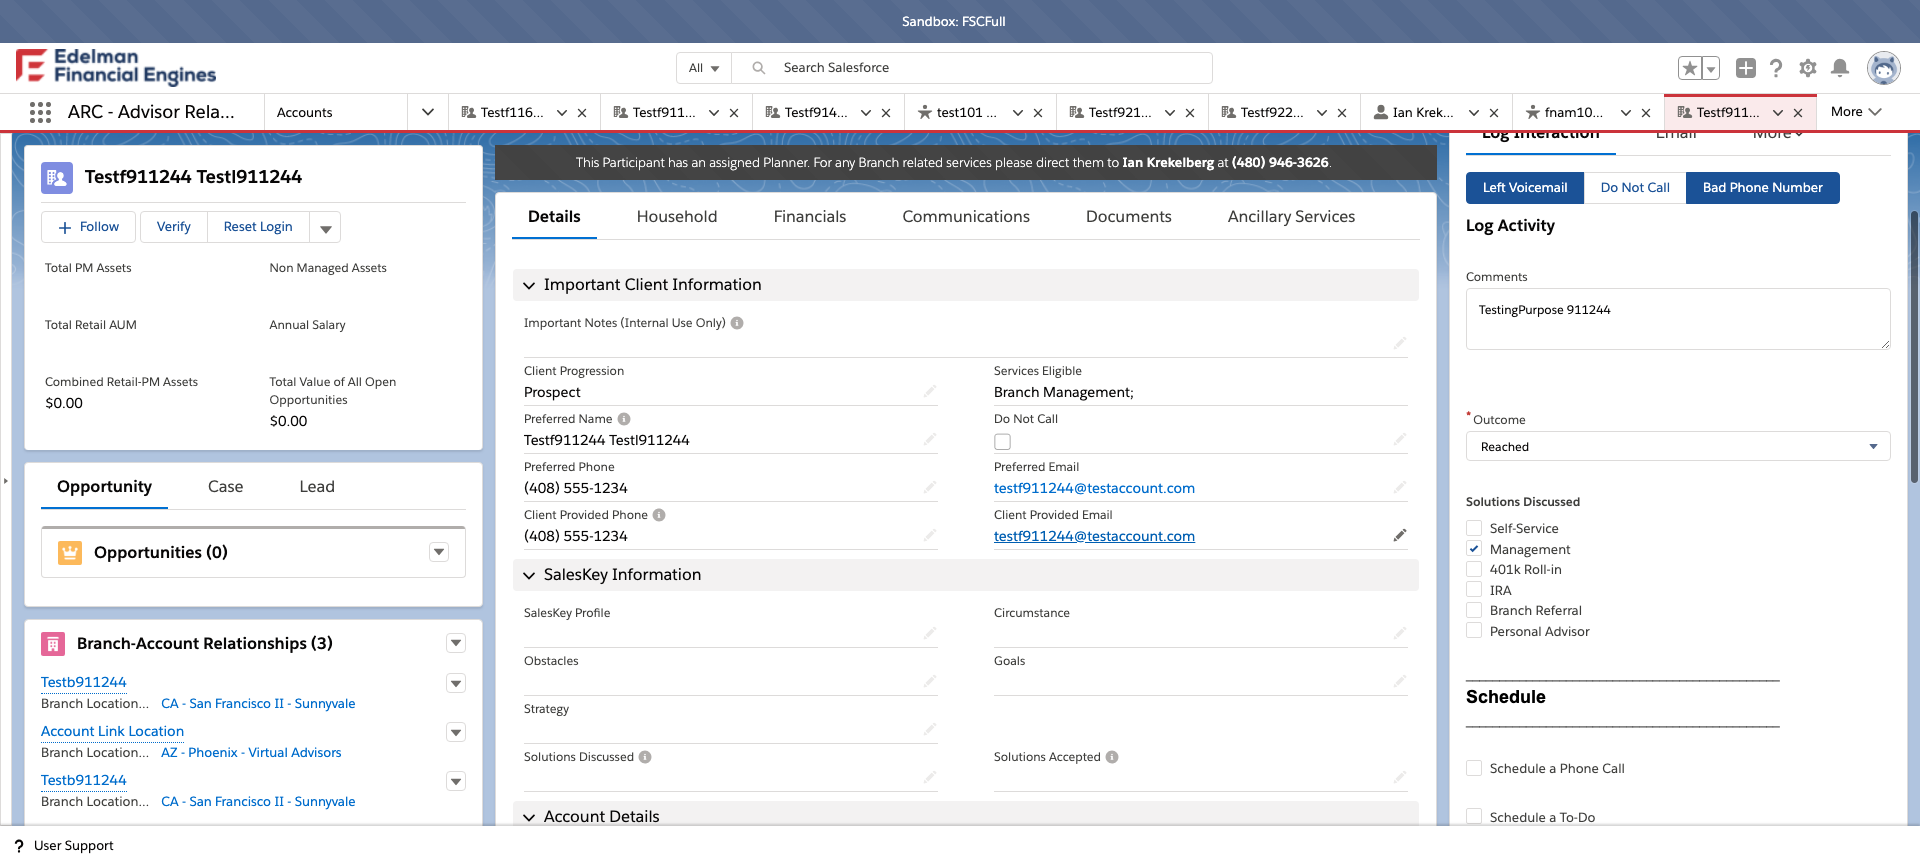 Sandbox: FSCFull
Edelman
Financial Engines
All
Search Salesforce
ARC - Advisor Rela...
Accounts
Testf116...
Testf911...
Testf914...
test101 ...
Testf921...
Testf922...
Ian Krek...
fnam10...
Testf911...
More
Testf911244 Testl911244
Follow
Verify
Reset Login
Total PM Assets
Non Managed Assets
Total Retail AUM
Annual Salary
Combined Retail-PM Assets
$0.00
Total Value of All Open
Opportunities
$0.00
Opportunity
Case
Lead
Opportunities (0)
Branch-Account Relationships (3)
Testb911244
Branch Location... CA - San Francisco II - Sunnyvale
Account Link Location
Branch Location... AZ - Phoenix - Virtual Advisors
Testb911244
Branch Location... CA - San Francisco II - Sunnyvale
This Participant has an assigned Planner. For any Branch related services please direct them to Ian Krekelberg at (480) 946-3626.
Details
Household
Financials
Communications
Documents
Ancillary Services
Important Client Information
Important Notes (Internal Use Only)
Client Progression
Prospect
Services Eligible
Branch Management;
Preferred Name
Testf911244 Testl911244
Do Not Call
Preferred Phone
(408) 555-1234
Preferred Email
testf911244@testaccount.com
Client Provided Phone
(408) 555-1234
Client Provided Email
testf911244@testaccount.com
SalesKey Information
SalesKey Profile
Circumstance
Obstacles
Goals
Strategy
Solutions Discussed
Solutions Accepted
Account Details
Log Interaction
Email
More
Left Voicemail
Do Not Call
Bad Phone Number
Log Activity
Comments
TestingPurpose 911244
* Outcome
Reached
Solutions Discussed
Self-Service
Management
401k Roll-in
IRA
Branch Referral
Personal Advisor
Schedule
Schedule a Phone Call
Schedule a To-Do
? User Support